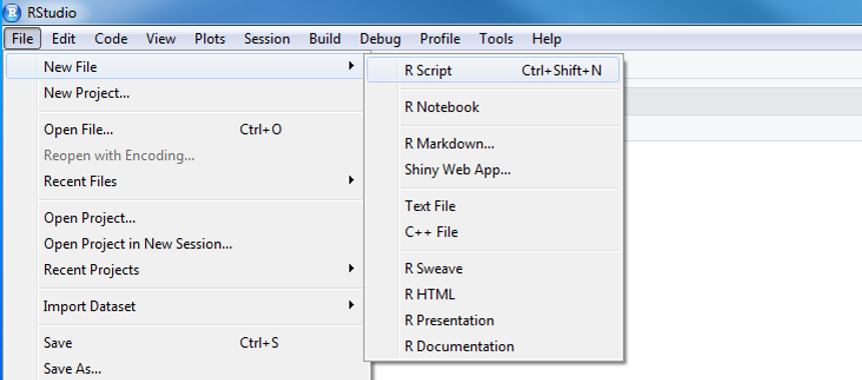 R RStudio
File Edit Code View Plots Session Build Debug Profile Tools Help
New File
New Project...
Open File... Ctrl+O
Reopen with Encoding...
Recent Files
Open Project...
Open Project in New Session...
Recent Projects
Import Dataset
Save Ctrl+S
Save As...
R Script Ctrl+Shift+N
R Notebook
R Markdown...
Shiny Web App...
Text File
C++ File
R Sweave
R HTML
R Presentation
R Documentation